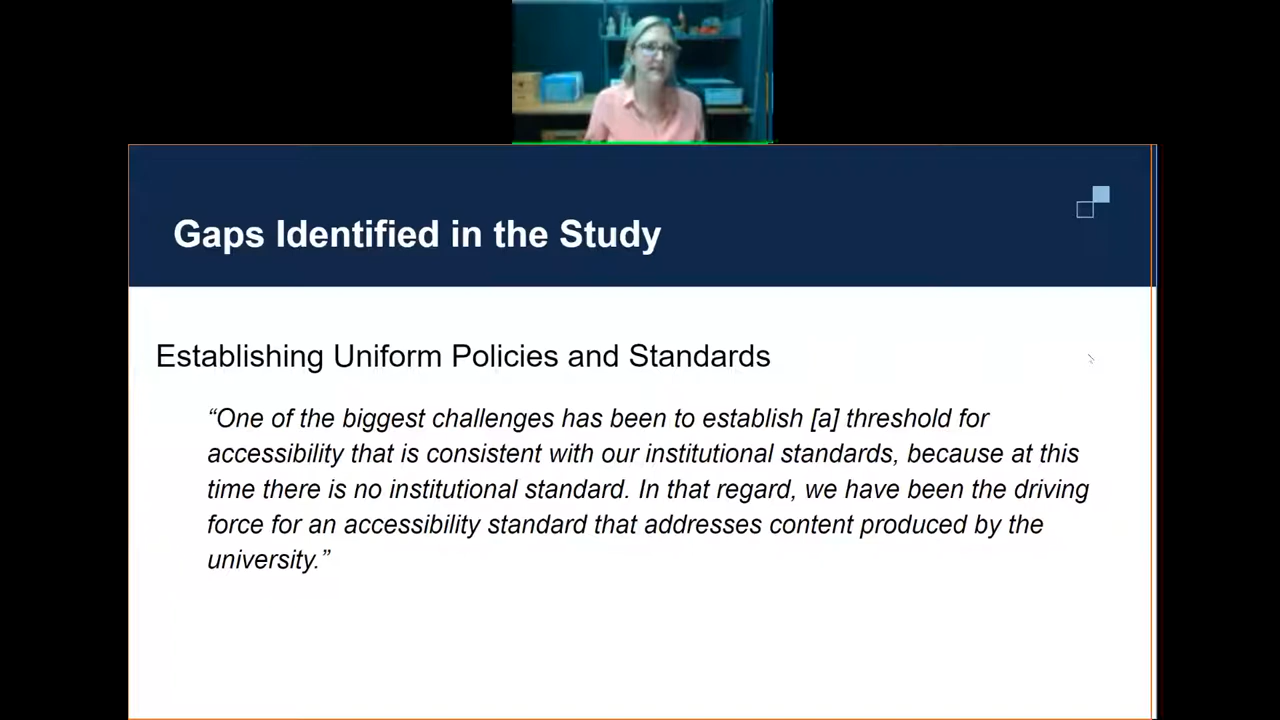 Gaps Identified in the Study
Establishing Uniform Policies and Standards
“One of the biggest challenges has been to establish [a] threshold for
accessibility that is consistent with our institutional standards, because at this
time there is no institutional standard. In that regard, we have been the driving
force for an accessibility standard that addresses content produced by the
university.”